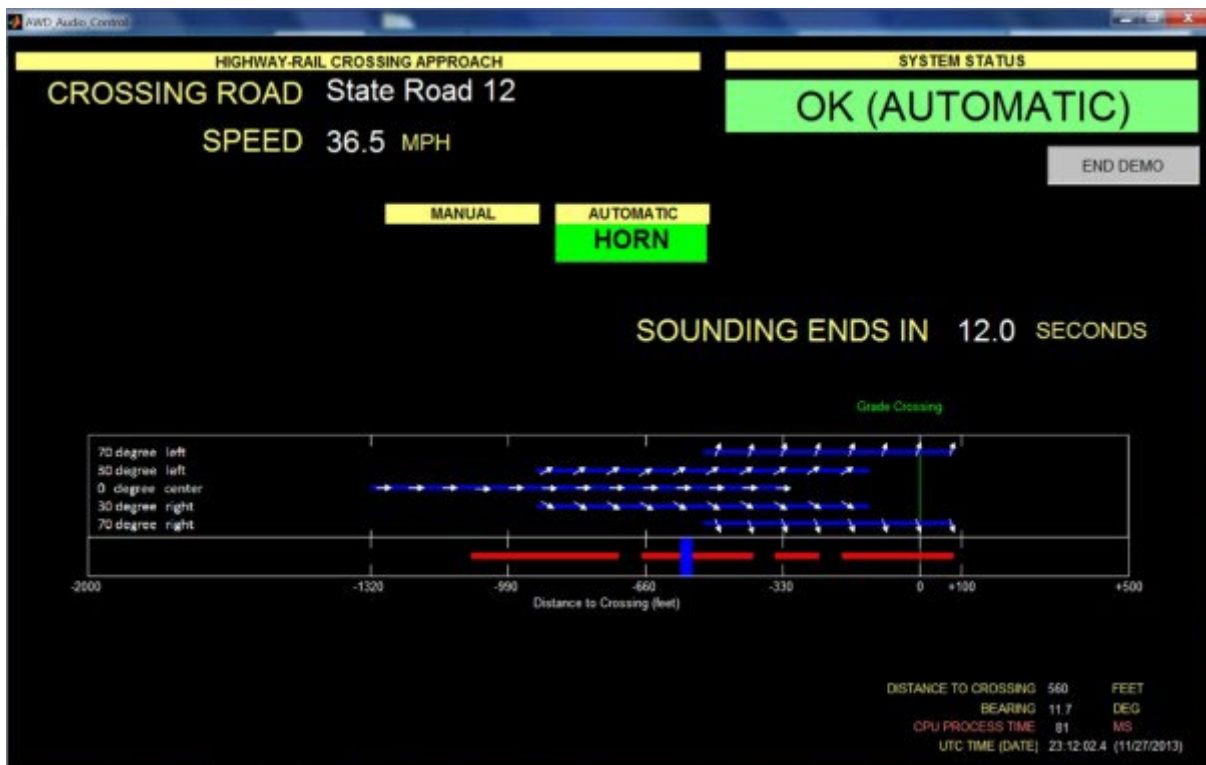 AWD_Audio_Control
HIGHWAY-RAIL CROSSING APPROACH
SYSTEM STATUS
CROSSING ROAD State Road 12
OK (AUTOMATIC)
SPEED 36.5 MPH
END DEMO
MANUAL
AUTOMATIC
HORN
SOUNDING ENDS IN 12.0 SECONDS
Grade Crossing
70 degree left
30 degree left
0 degree center
30 degree right
70 degree right
-2000 -1320 -990 -660 -330 0 +100 +500
Distance to Crossing (feet)
DISTANCE TO CROSSING 560 FEET
BEARING 11.7 DEG
CPU PROCESS TIME 81 MS
UTC TIME (DATE) 23:12:02.4 (11/27/2013)